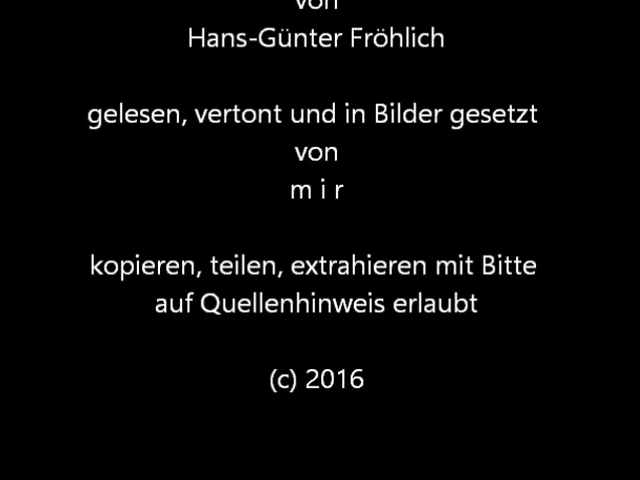 von
Hans-Günter Fröhlich
gelesen, vertont und in Bilder gesetzt
von
m i r
kopieren, teilen, extrahieren mit Bitte
auf Quellenhinweis erlaubt
(c) 2016